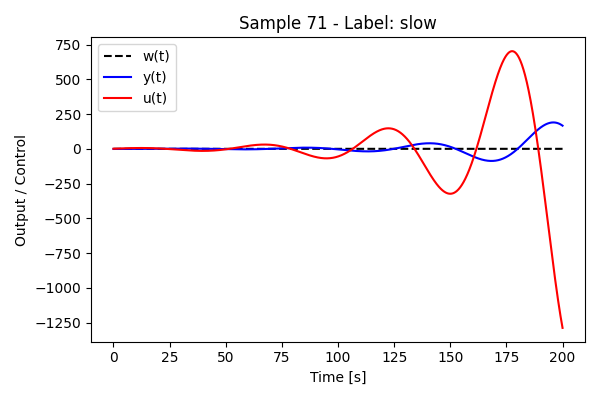 Sample 71 - Label: slow
w(t)
y(t)
u(t)
750
500
250
0
−250
−500
−750
−1000
−1250
Output / Control
0 25 50 75 100 125 150 175 200
Time [s]